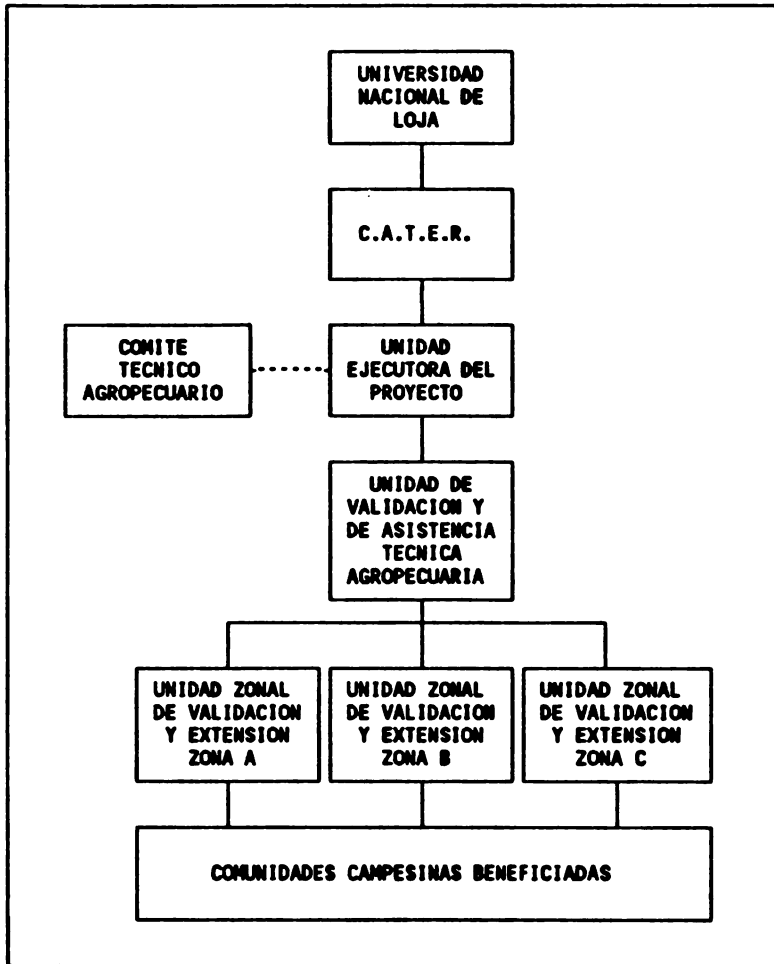 UNIVERSIDAD
NACIONAL DE
LOJA
C.A.T.E.R.
COMITE
TECNICO
AGROPECUARIO
UNIDAD
EJECUTORA DEL
PROYECTO
UNIDAD DE
VALIDACION Y
DE ASISTENCIA
TECNICA
AGROPECUARIA
UNIDAD ZONAL
DE VALIDACION
Y EXTENSION
ZONA A
UNIDAD ZONAL
DE VALIDACION
Y EXTENSION
ZONA B
UNIDAD ZONAL
DE VALIDACION
Y EXTENSION
ZONA C
COMUNIDADES CAMPESINAS BENEFICIADAS